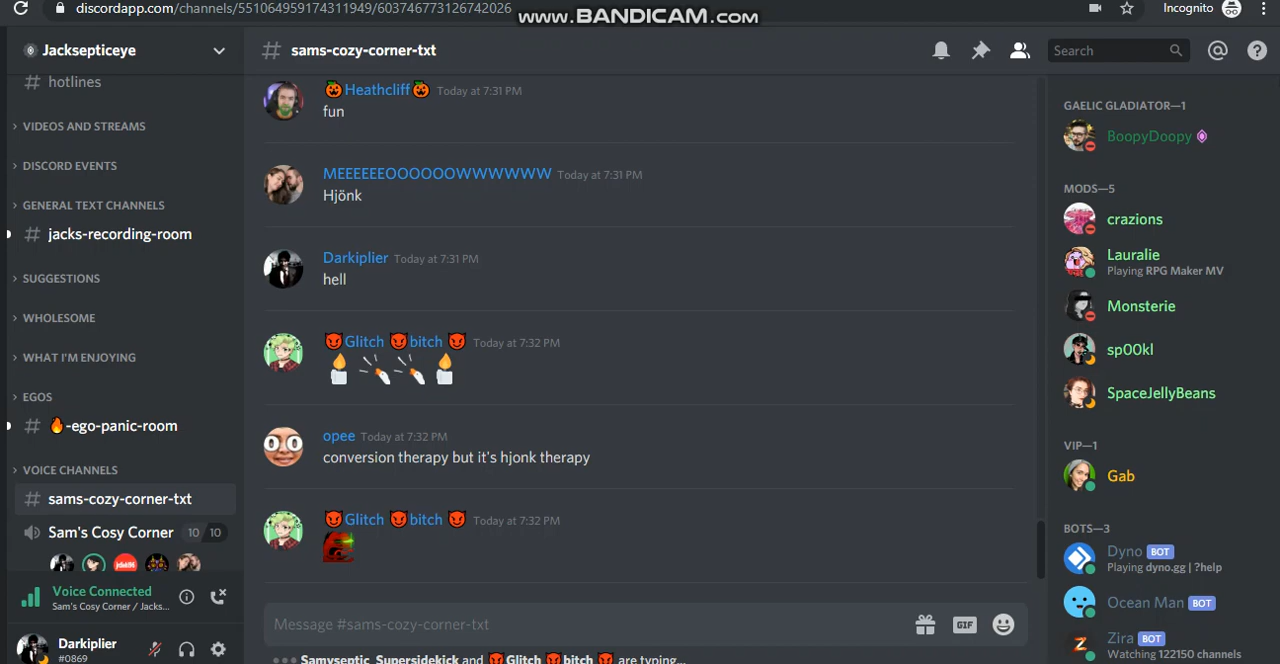 discordapp.com/channels/551064959174311949/603746773126742026
www.BANDICAM.com
Incognito
Jacksepticeye
# hotlines
VIDEOS AND STREAMS
DISCORD EVENTS
GENERAL TEXT CHANNELS
# jacks-recording-room
SUGGESTIONS
WHOLESOME
WHAT I'M ENJOYING
EGOS
# 🔥-ego-panic-room
VOICE CHANNELS
# sams-cozy-corner-txt
Sam's Cosy Corner 10 / 10
Voice Connected
Sam's Cosy Corner / Jacks...
Darkiplier
#0869
# sams-cozy-corner-txt
Search
🎃Heathcliff🎃 Today at 7:31 PM
fun
MEEEEEEOOOOOOWWWWWW Today at 7:31 PM
Hjönk
Darkiplier Today at 7:31 PM
hell
😈Glitch 😈bitch 😈 Today at 7:32 PM
opee Today at 7:32 PM
conversion therapy but it's hjonk therapy
😈Glitch 😈bitch 😈 Today at 7:32 PM
Message #sams-cozy-corner-txt
GIF
Samyseptic, Supersidekick and 😈Glitch 😈bitch 😈 are typing...
GAELIC GLADIATOR—1
BoopyDoopy
MODS—5
crazions
Lauralie
Playing RPG Maker MV
Monsterie
sp00kl
SpaceJellyBeans
VIP—1
Gab
BOTS—3
Dyno BOT
Playing dyno.gg | ?help
Ocean Man BOT
Zira BOT
Watching 122150 channels